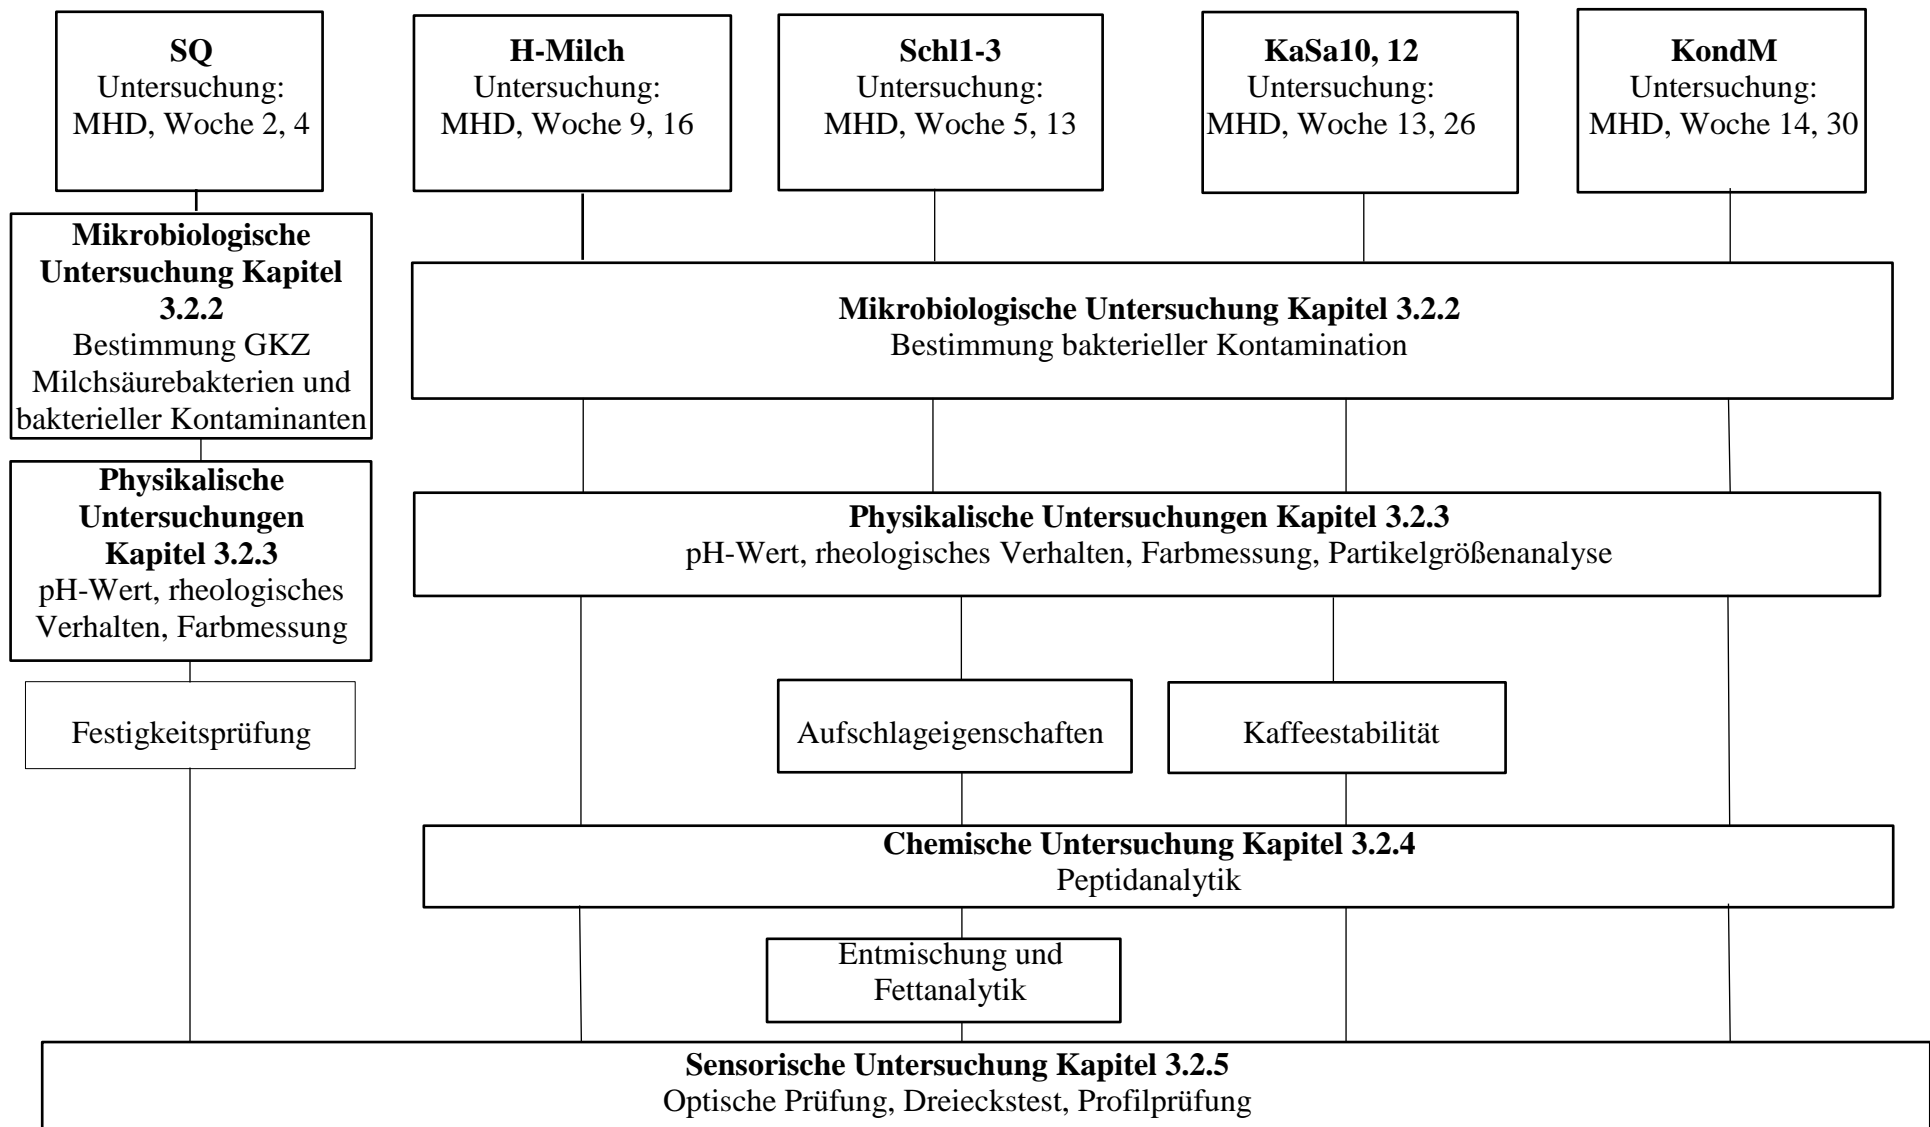 SQ
Untersuchung:
MHD, Woche 2, 4
H-Milch
Untersuchung:
MHD, Woche 9, 16
Schl1-3
Untersuchung:
MHD, Woche 5, 13
KaSa10, 12
Untersuchung:
MHD, Woche 13, 26
KondM
Untersuchung:
MHD, Woche 14, 30
Mikrobiologische
Untersuchung Kapitel
3.2.2
Bestimmung GKZ
Milchsäurebakterien und
bakterieller Kontaminanten
Mikrobiologische Untersuchung Kapitel 3.2.2
Bestimmung bakterieller Kontamination
Physikalische
Untersuchungen
Kapitel 3.2.3
pH-Wert, rheologisches
Verhalten, Farbmessung
Physikalische Untersuchungen Kapitel 3.2.3
pH-Wert, rheologisches Verhalten, Farbmessung, Partikelgrößenanalyse
Festigkeitsprüfung
Aufschlageigenschaften
Kaffeestabilität
Chemische Untersuchung Kapitel 3.2.4
Peptidanalytik
Entmischung und
Fettanalytik
Sensorische Untersuchung Kapitel 3.2.5
Optische Prüfung, Dreieckstest, Profilprüfung